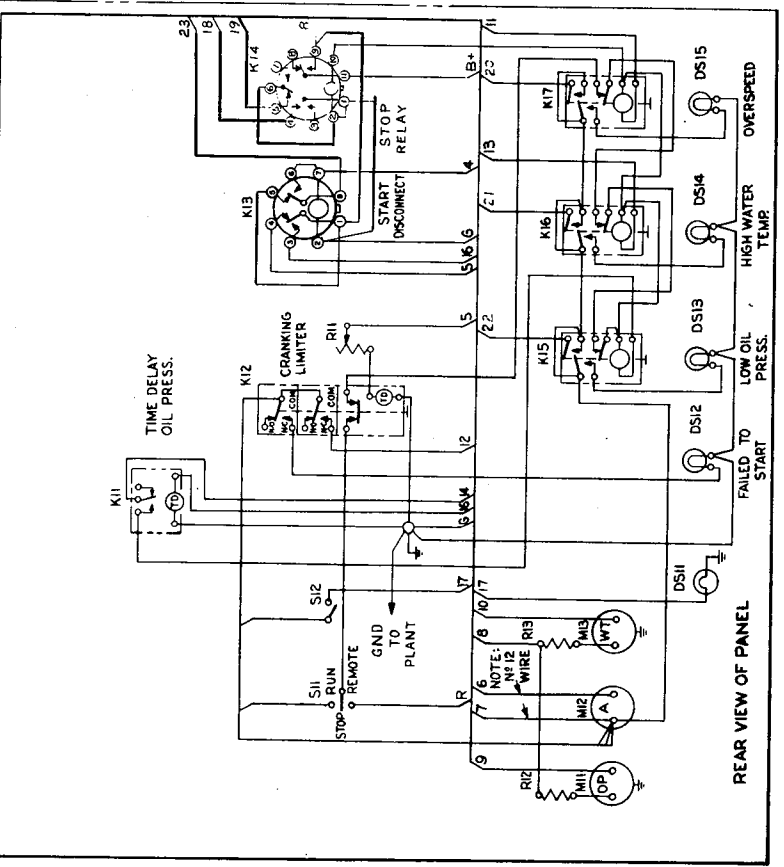 23
18
19
K14
R
STOP
RELAY
B+
20
11
K17
DS15
OVERSPEED
K13
START
DISCONNECT
4
13
21
G
16
5
K16
DS14
HIGH WATER
TEMP.
R11
5
22
K15
DS13
LOW OIL
PRESS.
CRANKING
LIMITER
K12
COM
NO
NC
COM
NO
NC
TD
12
DS12
FAILED TO
START
TIME DELAY
OIL PRESS.
K11
TD
14
G
GND
TO
PLANT
S12
17
17
DS11
10
8
R13
M13
WT
S11
RUN
STOP
REMOTE
R
NOTE:
Nº 12
WIRE
6
7
M12
A
9
R12
M11
OP
REAR VIEW OF PANEL